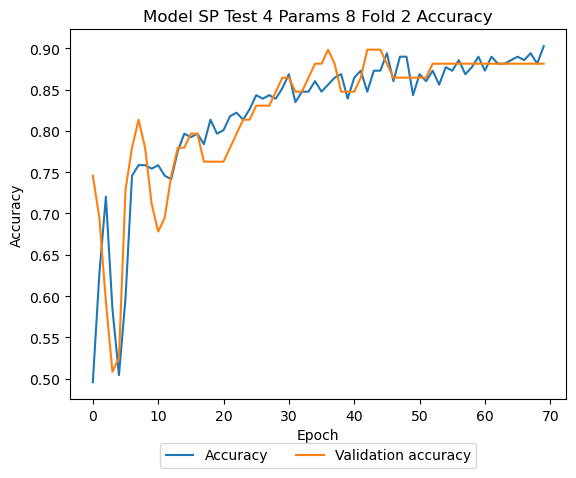 Model SP Test 4 Params 8 Fold 2 Accuracy
0.90
0.85
0.80
0.75
0.70
0.65
0.60
0.55
0.50
Accuracy
0 10 20 30 40 50 60 70
Epoch
Accuracy Validation accuracy